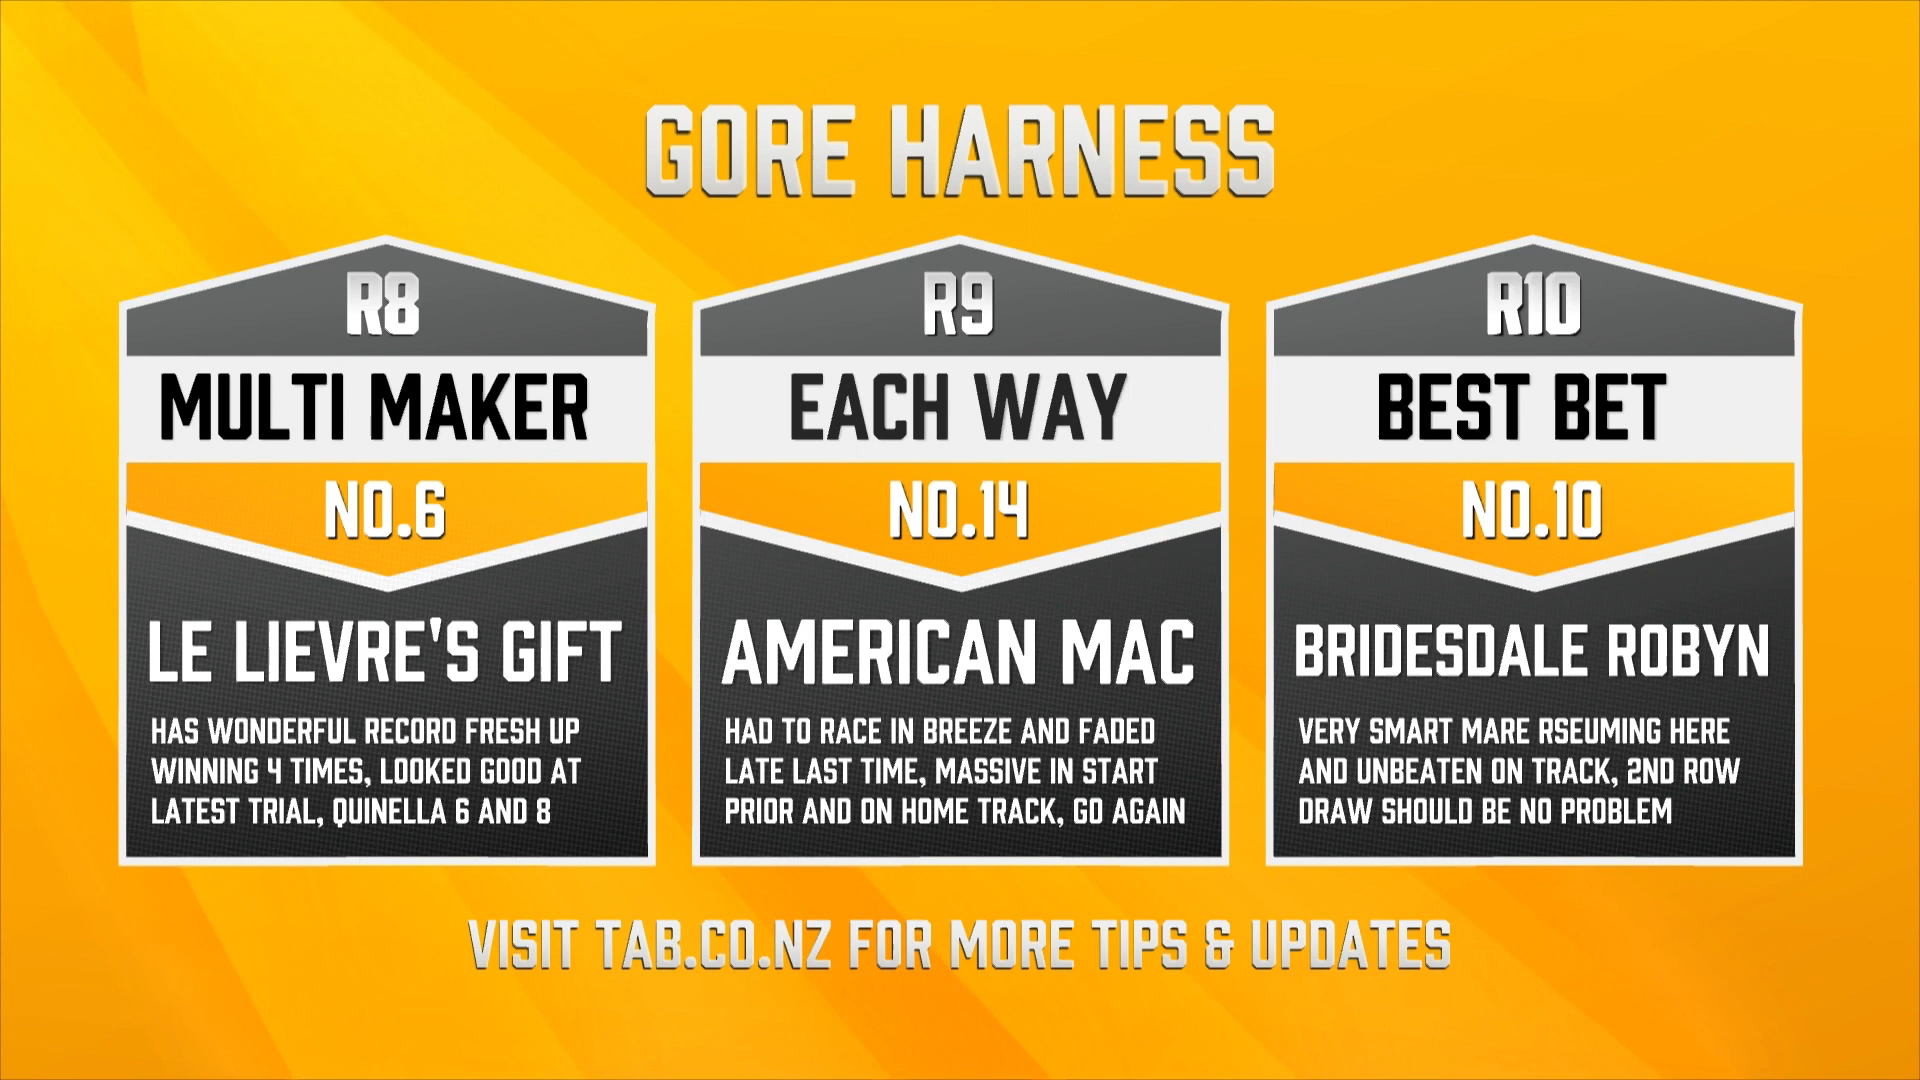 GORE HARNESS
R8
MULTI MAKER
NO.6
LE LIEVRE'S GIFT
HAS WONDERFUL RECORD FRESH UP
WINNING 4 TIMES, LOOKED GOOD AT
LATEST TRIAL, QUINELLA 6 AND 8
R9
EACH WAY
NO.14
AMERICAN MAC
HAD TO RACE IN BREEZE AND FADED
LATE LAST TIME, MASSIVE IN START
PRIOR AND ON HOME TRACK, GO AGAIN
R10
BEST BET
NO.10
BRIDESDALE ROBYN
VERY SMART MARE RSEUMING HERE
AND UNBEATEN ON TRACK, 2ND ROW
DRAW SHOULD BE NO PROBLEM
VISIT TAB.CO.NZ FOR MORE TIPS & UPDATES